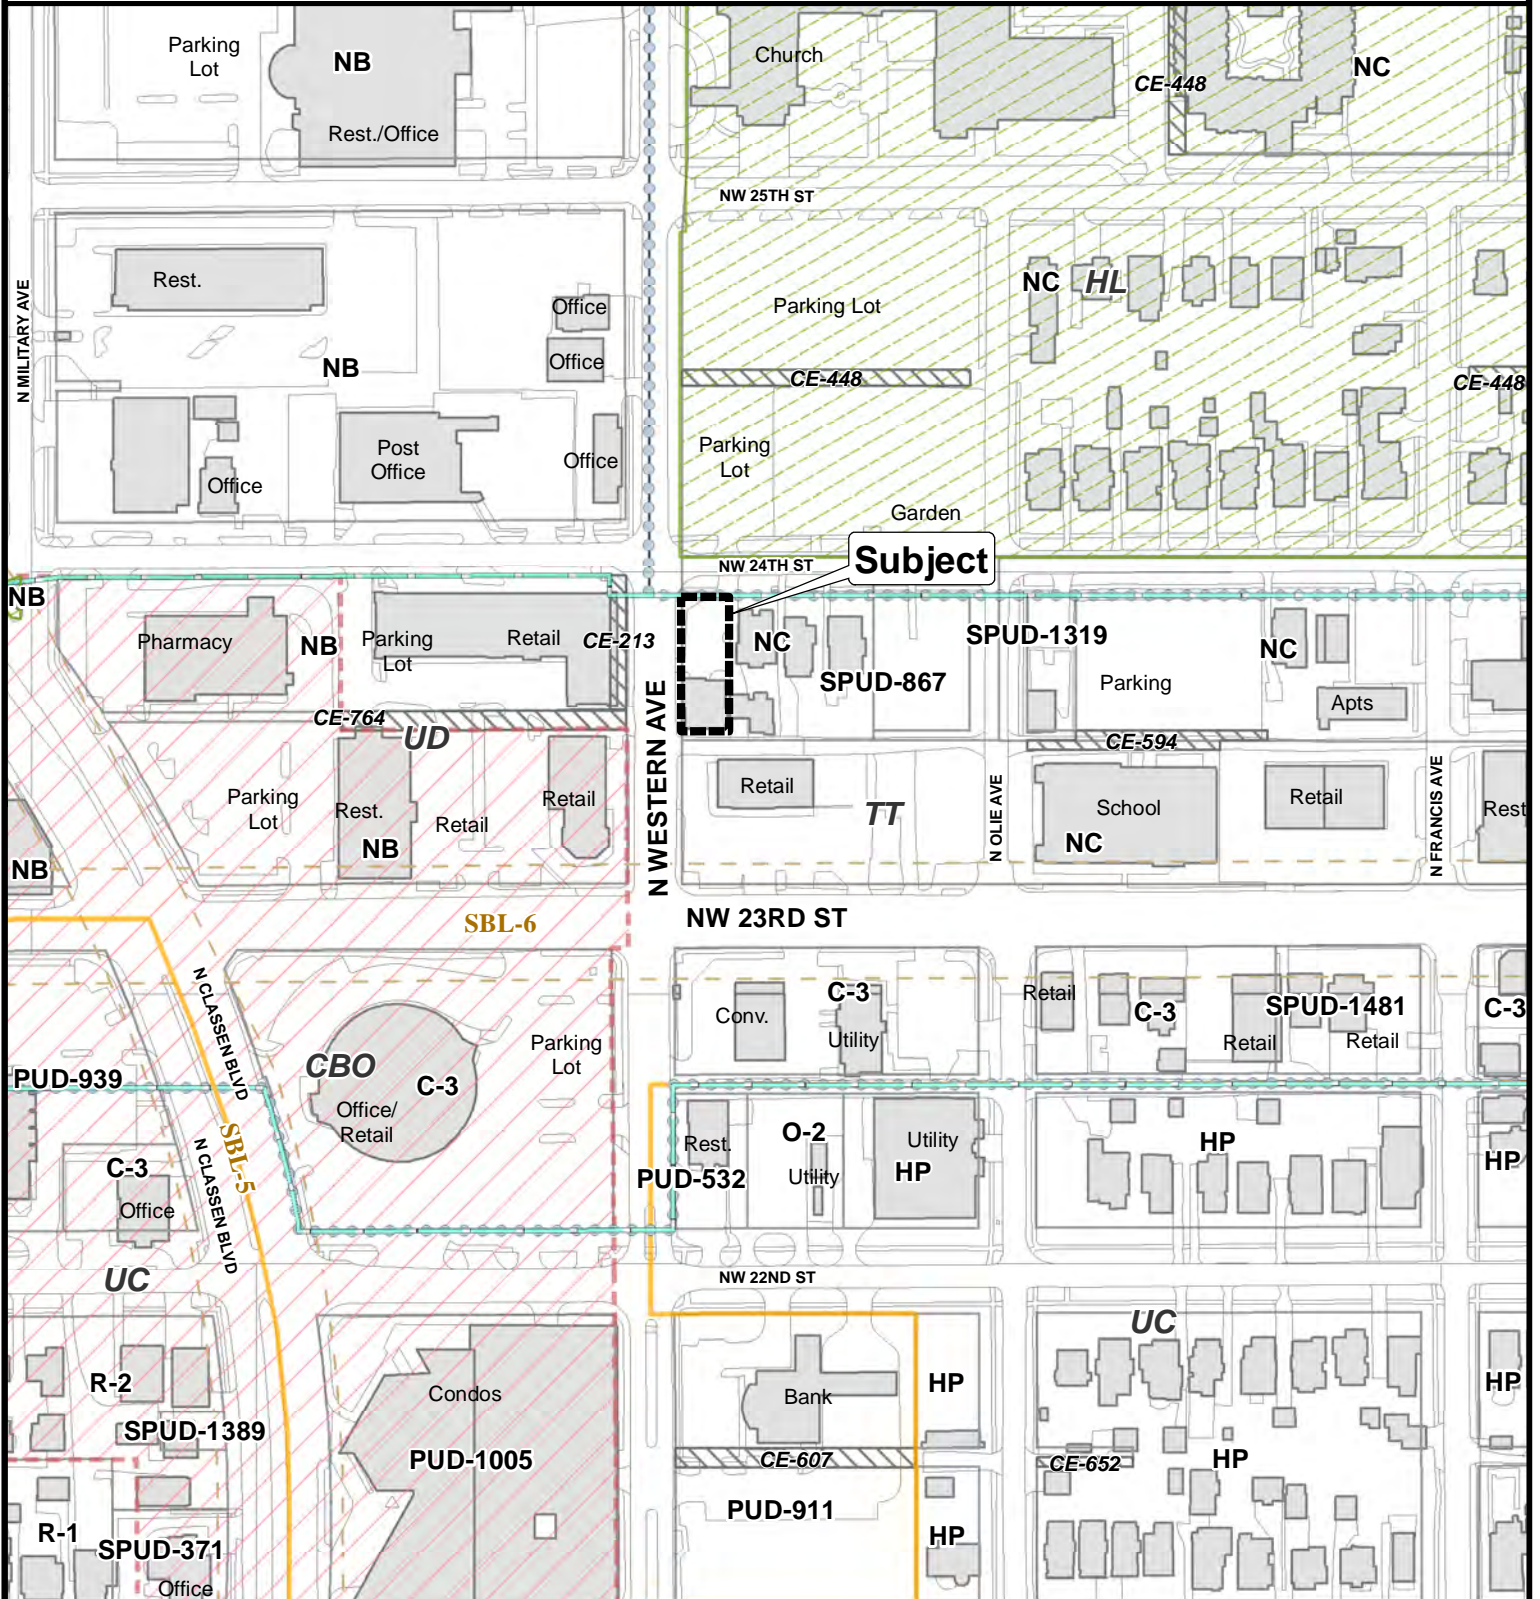 Parking
Lot
NB
Rest./Office
Church
CE-448
NC
NW 25TH ST
N MILITARY AVE
Rest.
Office
Office
NB
Parking Lot
NC
HL
CE-448
CE-448
Office
Post
Office
Office
Parking
Lot
Garden
NW 24TH ST
Subject
NB
Pharmacy
NB
Parking
Lot
Retail
CE-213
NC
SPUD-867
SPUD-1319
Parking
NC
Apts
CE-764
UD
N WESTERN AVE
CE-594
Parking
Lot
Rest.
NB
Retail
Retail
Retail
TT
N OLIE AVE
School
NC
Retail
N FRANCIS AVE
Rest
NB
SBL-6
NW 23RD ST
N CLASSEN BLVD
CBO
C-3
Office/
Retail
Parking
Lot
Conv.
C-3
Utility
Retail
C-3
Retail
SPUD-1481
Retail
C-3
PUD-939
SBL-5
N CLASSEN BLVD
C-3
Office
Rest.
PUD-532
O-2
Utility
Utility
HP
HP
HP
UC
NW 22ND ST
UC
R-2
SPUD-1389
Condos
PUD-1005
Bank
HP
HP
CE-607
CE-652
HP
PUD-911
HP
R-1
SPUD-371
Office